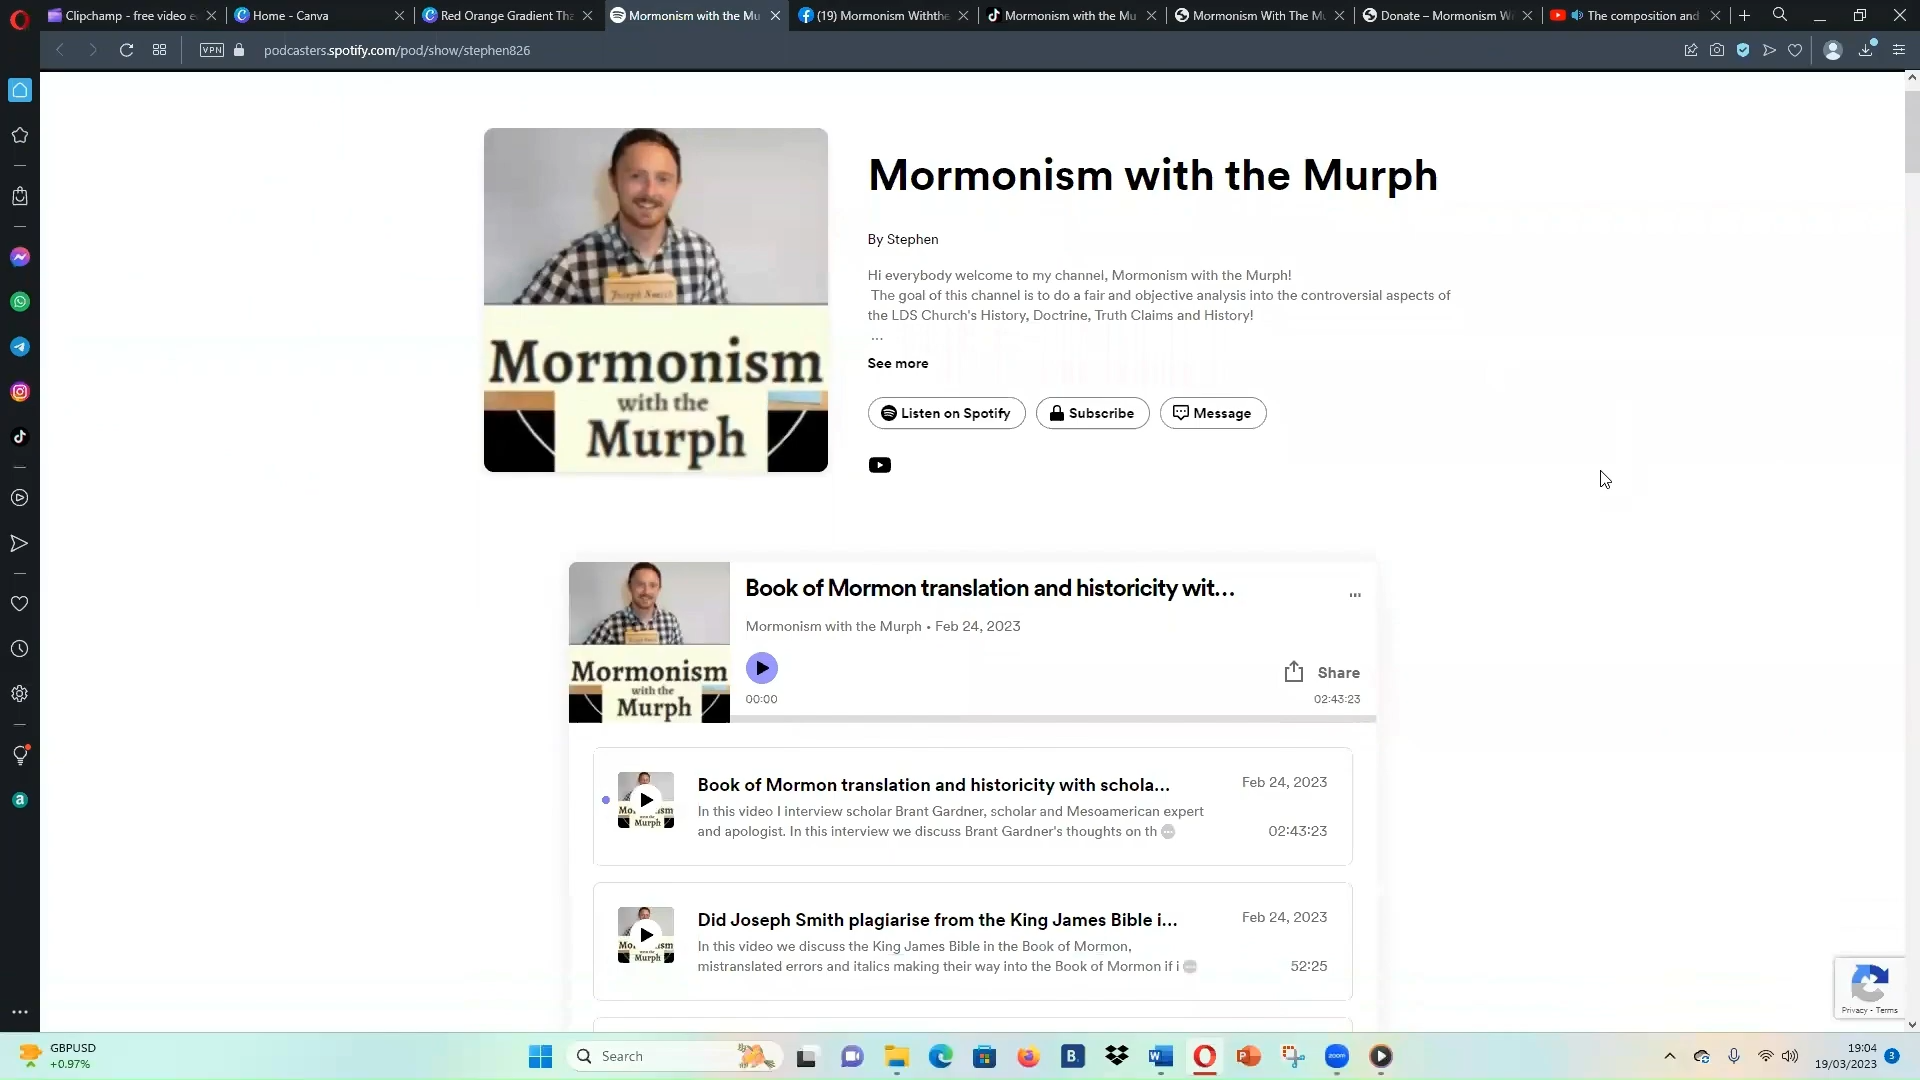 Clipchamp - free video e
Home - Canva
Red Orange Gradient Th
Mormonism with the Mu
(19) Mormonism Withthe
Mormonism with the Mu
Mormonism With The M
Donate – Mormonism W
The composition and
VPN
podcasters.spotify.com/pod/show/stephen826
Mormonism with the Murph
By Stephen
Hi everybody welcome to my channel, Mormonism with the Murph!
The goal of this channel is to do a fair and objective analysis into the controversial aspects of
the LDS Church's History, Doctrine, Truth Claims and History!
...
See more
Listen on Spotify
Subscribe
Message
Mormonism
with the
Murph
Book of Mormon translation and historicity wit...
Mormonism with the Murph • Feb 24, 2023
Share
00:00
02:43:23
Mormonism
with the
Murph
Book of Mormon translation and historicity with schola...
Feb 24, 2023
In this video I interview scholar Brant Gardner, scholar and Mesoamerican expert
and apologist. In this interview we discuss Brant Gardner's thoughts on th
02:43:23
Did Joseph Smith plagiarise from the King James Bible i...
Feb 24, 2023
In this video we discuss the King James Bible in the Book of Mormon,
mistranslated errors and italics making their way into the Book of Mormon if i
52:25
Privacy - Terms
GBPUSD
+0.97%
Search
19:04
19/03/2023
3